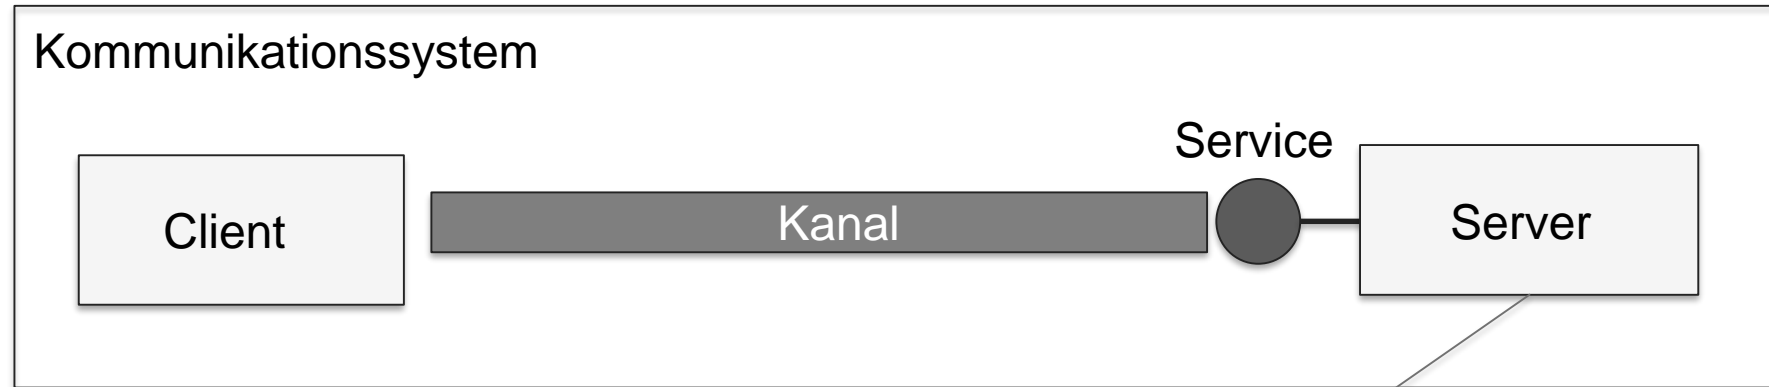 Kommunikationssystem
Service
Client
Kanal
Server